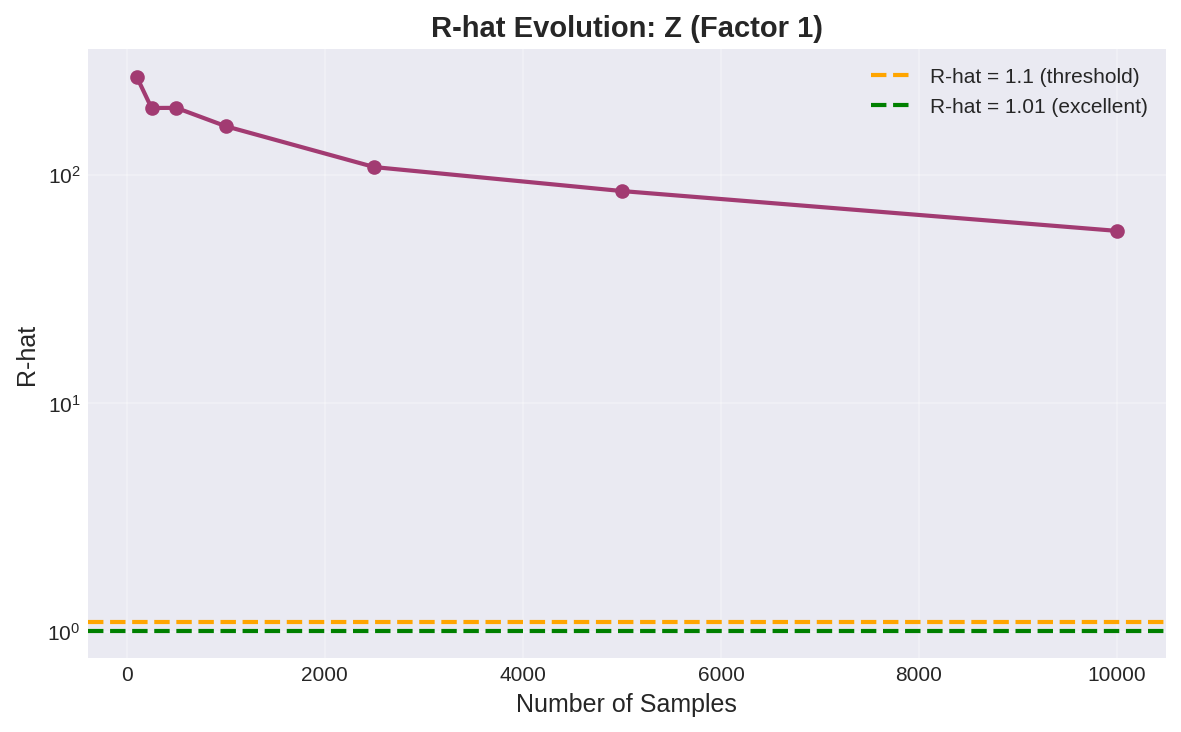 R-hat Evolution: Z (Factor 1)
R-hat = 1.1 (threshold)
R-hat = 1.01 (excellent)
10²
10¹
10⁰
R-hat
0 2000 4000 6000 8000 10000
Number of Samples